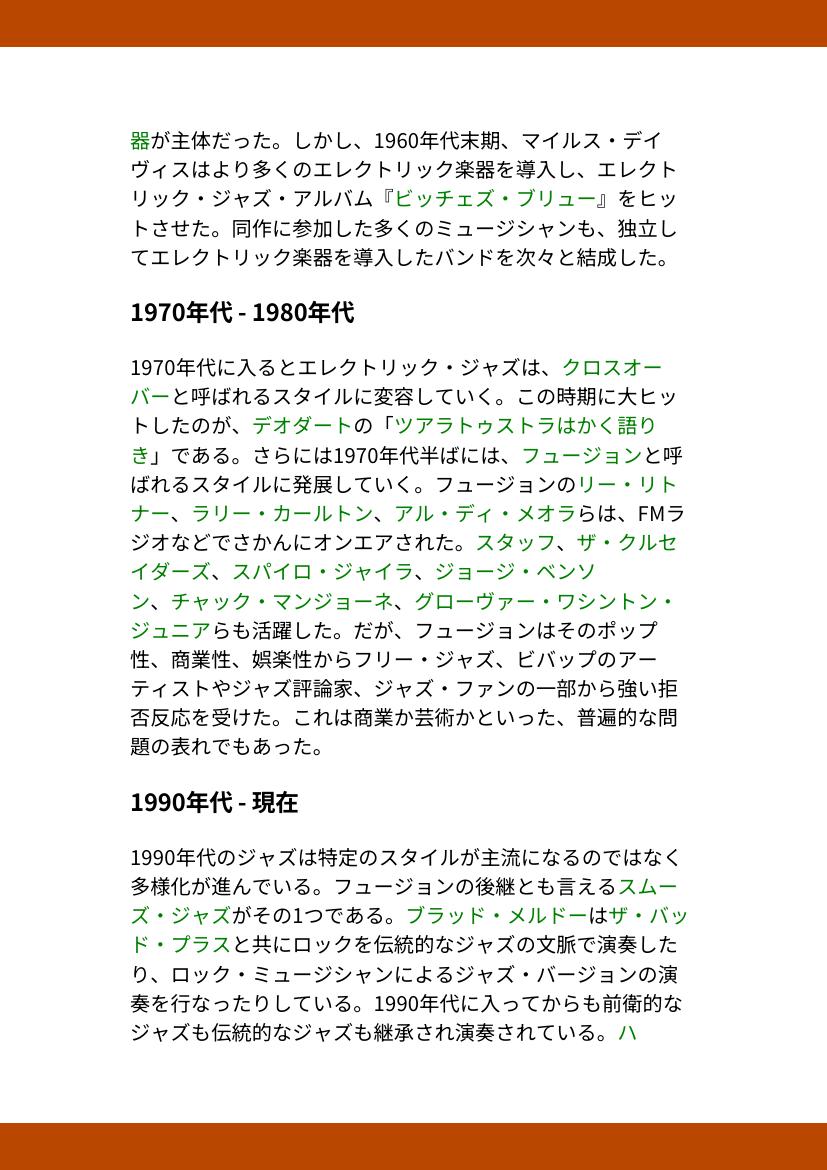 器が主体だった。しかし、1960年代末期、マイルス・デイ
ヴィスはより多くのエレクトリック楽器を導入し、エレクト
リック・ジャズ・アルバム『ビッチェズ・ブリュー』をヒッ
トさせた。同作に参加した多くのミュージシャンも、独立し
てエレクトリック楽器を導入したバンドを次々と結成した。
1970年代 - 1980年代
1970年代に入るとエレクトリック・ジャズは、クロスオー
バーと呼ばれるスタイルに変容していく。この時期に大ヒッ
トしたのが、デオダートの「ツアラトゥストラはかく語り
き」である。さらには1970年代半ばには、フュージョンと呼
ばれるスタイルに発展していく。フュージョンのリー・リト
ナー、ラリー・カールトン、アル・ディ・メオラらは、FMラ
ジオなどでさかんにオンエアされた。スタッフ、ザ・クルセ
イダーズ、スパイロ・ジャイラ、ジョージ・ベンソ
ン、チャック・マンジョーネ、グローヴァー・ワシントン・
ジュニアらも活躍した。だが、フュージョンはそのポップ
性、商業性、娯楽性からフリー・ジャズ、ビバップのアー
ティストやジャズ評論家、ジャズ・ファンの一部から強い拒
否反応を受けた。これは商業か芸術かといった、普遍的な問
題の表れでもあった。
1990年代 - 現在
1990年代のジャズは特定のスタイルが主流になるのではなく
多様化が進んでいる。フュージョンの後継とも言えるスムー
ズ・ジャズがその1つである。ブラッド・メルドーはザ・バッ
ド・プラスと共にロックを伝統的なジャズの文脈で演奏した
り、ロック・ミュージシャンによるジャズ・バージョンの演
奏を行なったりしている。1990年代に入ってからも前衛的な
ジャズも伝統的なジャズも継承され演奏されている。ハ